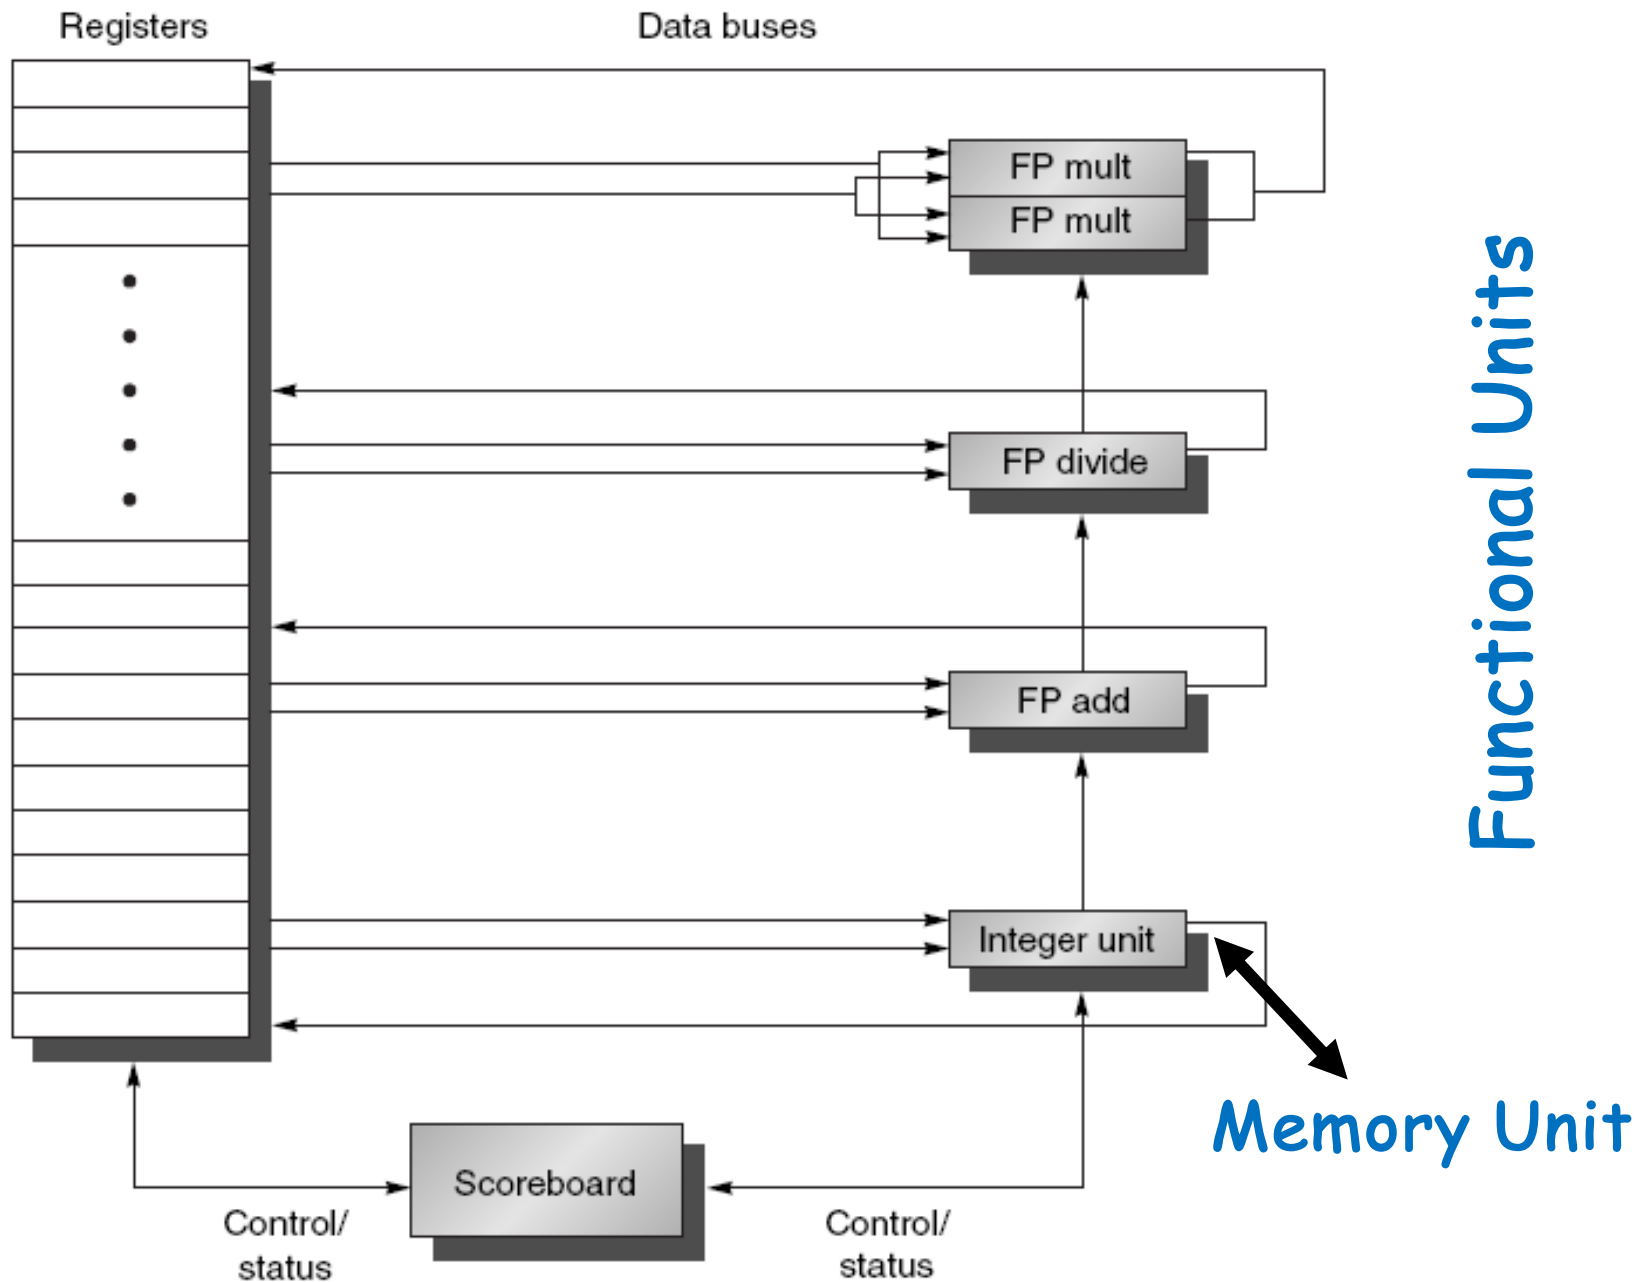 Registers
Data buses
FP mult
FP mult
FP divide
FP add
Integer unit
Functional Units
Memory Unit
Scoreboard
Control/
status
Control/
status